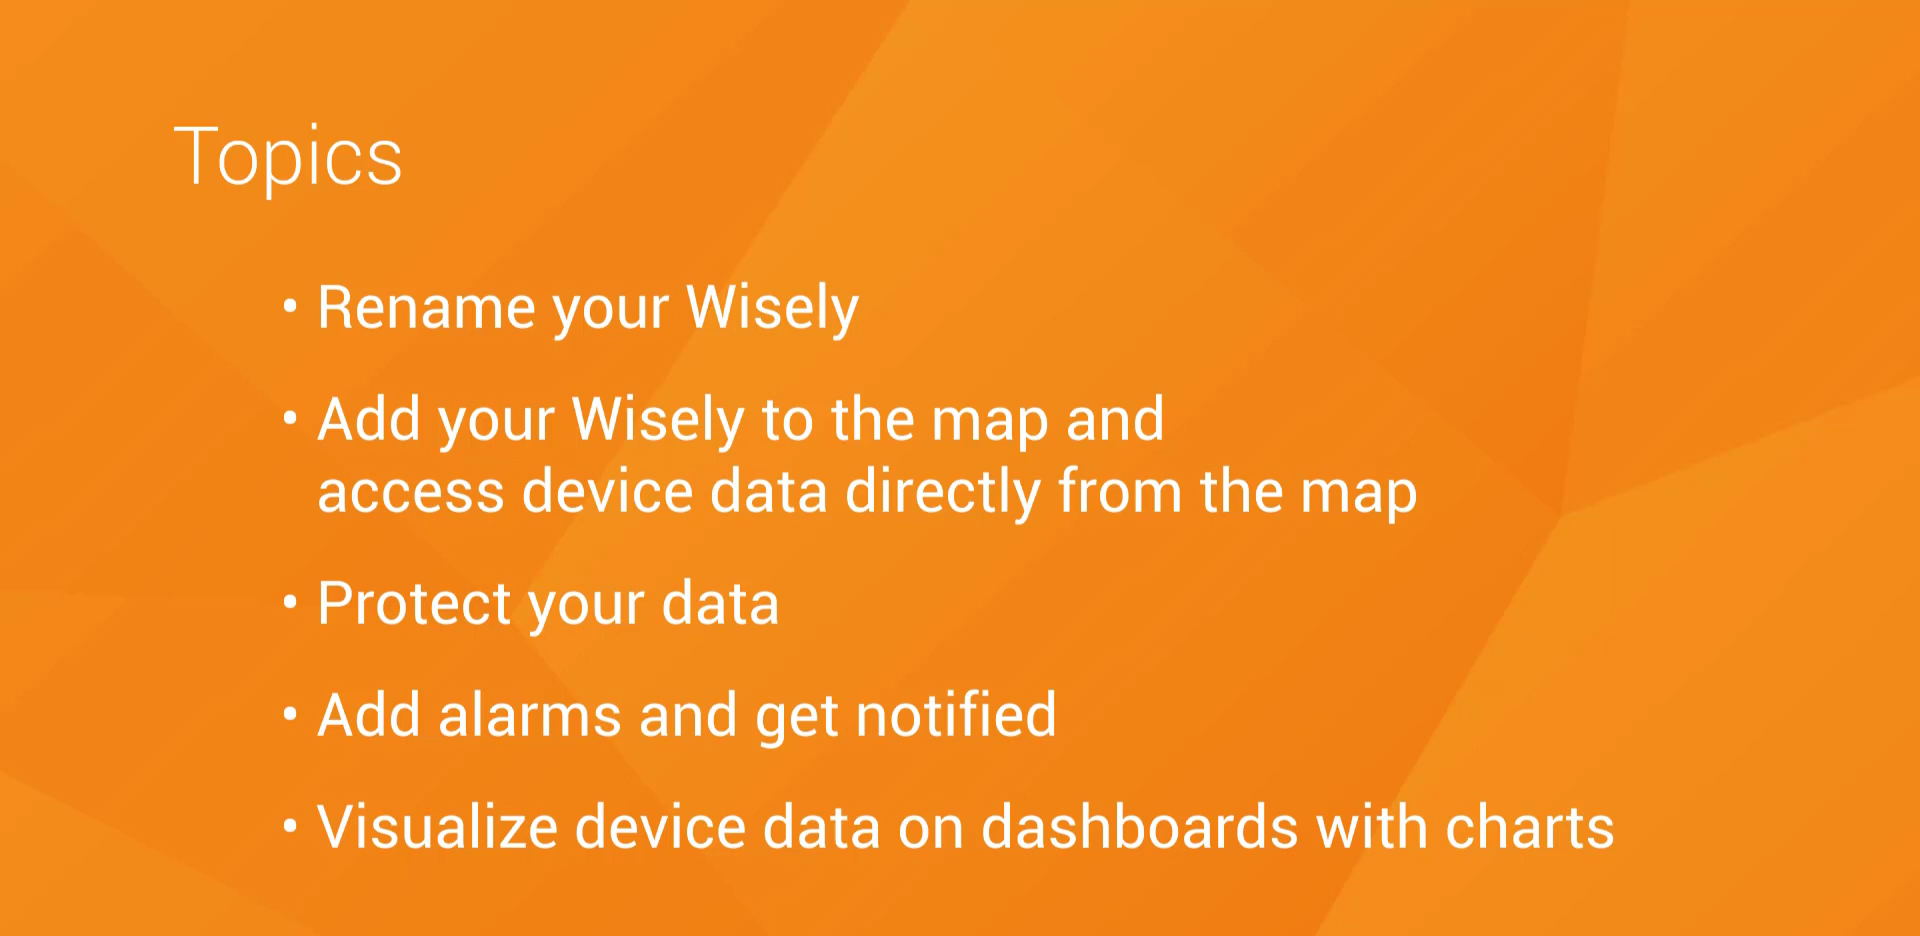 Topics
• Rename your Wisely
• Add your Wisely to the map and
access device data directly from the map
• Protect your data
• Add alarms and get notified
• Visualize device data on dashboards with charts